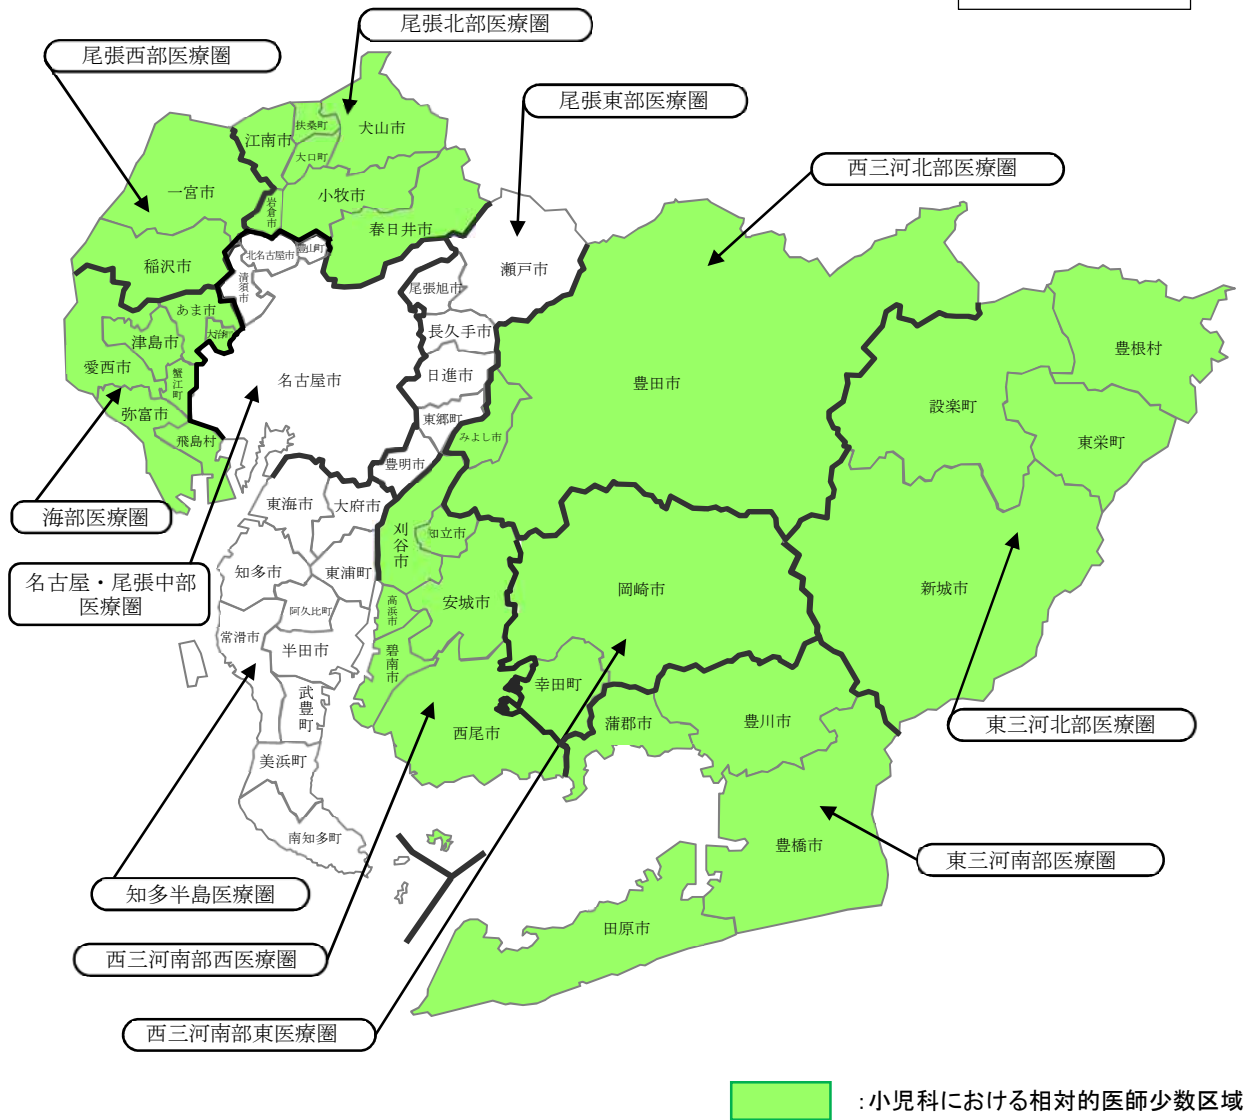 尾張北部医療圏
尾張西部医療圏
尾張東部医療圏
西三河北部医療圏
扶桑町
犬山市
江南市
大口町
一宮市
小牧市
岩倉市
春日井市
北名古屋市
豊山町
瀬戸市
稲沢市
清須市
尾張旭市
あま市
大治町
津島市
長久手市
豊根村
愛西市
蟹江町
名古屋市
日進市
豊田市
設楽町
弥富市
東郷町
みよし市
東栄町
飛島村
豊明市
東海市
大府市
海部医療圏
刈谷市
知立市
名古屋・尾張中部
医療圏
知多市
東浦町
岡崎市
新城市
高浜市
安城市
阿久比町
常滑市
半田市
碧南市
幸田町
武豊町
西尾市
蒲郡市
豊川市
東三河北部医療圏
美浜町
南知多町
豊橋市
東三河南部医療圏
知多半島医療圏
田原市
西三河南部西医療圏
西三河南部東医療圏
：小児科における相対的医師少数区域